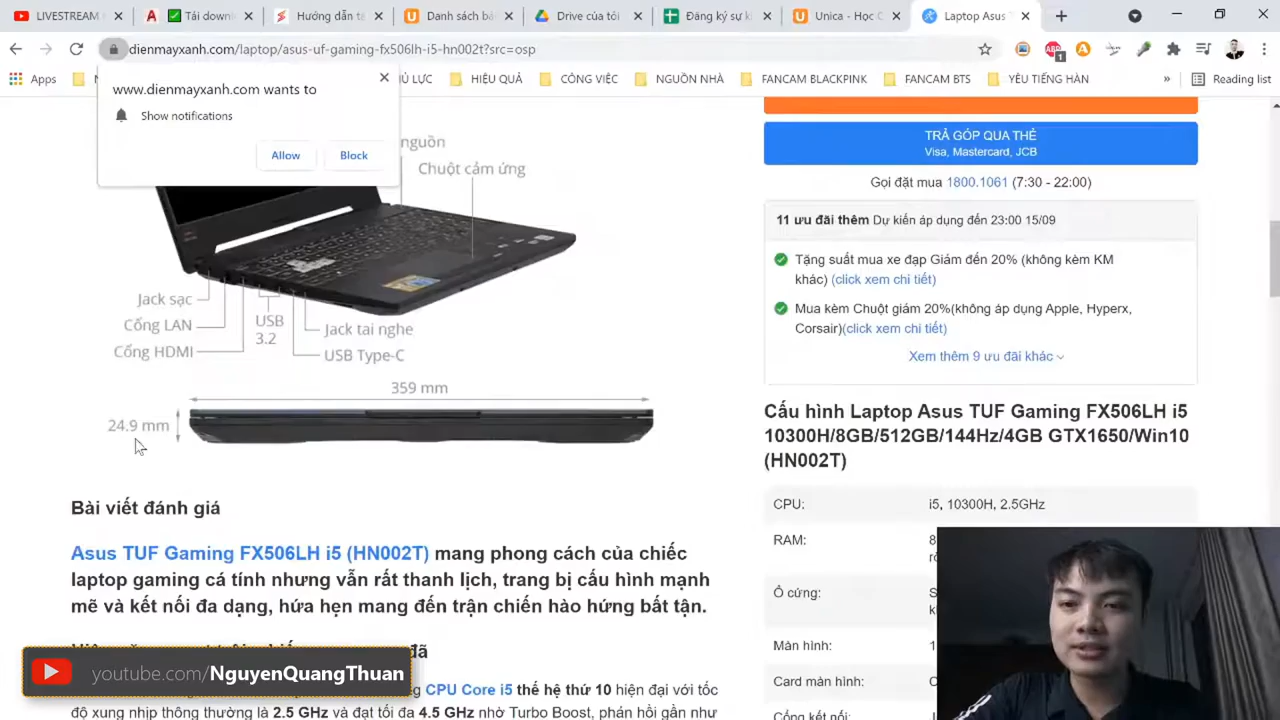 LIVESTREAM
Tải down
Hướng dẫn tả
Danh sách bà
Drive của tôi
Đăng ký sự k
Unica - Học C
Laptop Asus T
dienmayxanh.com/laptop/asus-uf-gaming-fx506lh-i5-hn002t?src=osp
Apps
HIỆU QUẢ
CÔNG VIỆC
NGUỒN NHÀ
FANCAM BLACKPINK
FANCAM BTS
YÊU TIẾNG HÀN
»
Reading list
www.dienmayxanh.com wants to
Show notifications
Allow
Block
nguồn
Chuột cảm ứng
Jack sạc
Cổng LAN
Cổng HDMI
USB
3.2
Jack tai nghe
USB Type-C
359 mm
24.9 mm
Bài viết đánh giá
Asus TUF Gaming FX506LH i5 (HN002T) mang phong cách của chiếc
laptop gaming cá tính nhưng vẫn rất thanh lịch, trang bị cấu hình mạnh
mẽ và kết nối đa dạng, hứa hẹn mang đến trận chiến hào hứng bất tận.
đã
CPU Core i5 thế hệ thứ 10 hiện đại với tốc
độ xung nhịp thông thường là 2.5 GHz và đạt tối đa 4.5 GHz nhờ Turbo Boost, phản hồi gần như
youtube.com/NguyenQuangThuan
TRẢ GÓP QUA THẺ
Visa, Mastercard, JCB
Gọi đặt mua 1800.1061 (7:30 - 22:00)
11 ưu đãi thêm Dự kiến áp dụng đến 23:00 15/09
Tặng suất mua xe đạp Giảm đến 20% (không kèm KM
khác) (click xem chi tiết)
Mua kèm Chuột giảm 20%(không áp dụng Apple, Hyperx,
Corsair)(click xem chi tiết)
Xem thêm 9 ưu đãi khác
Cấu hình Laptop Asus TUF Gaming FX506LH i5
10300H/8GB/512GB/144Hz/4GB GTX1650/Win10
(HN002T)
CPU:
i5, 10300H, 2.5GHz
RAM:
8
Ổ cứng:
S
Màn hình:
1
Card màn hình:
Cổng kết nối: